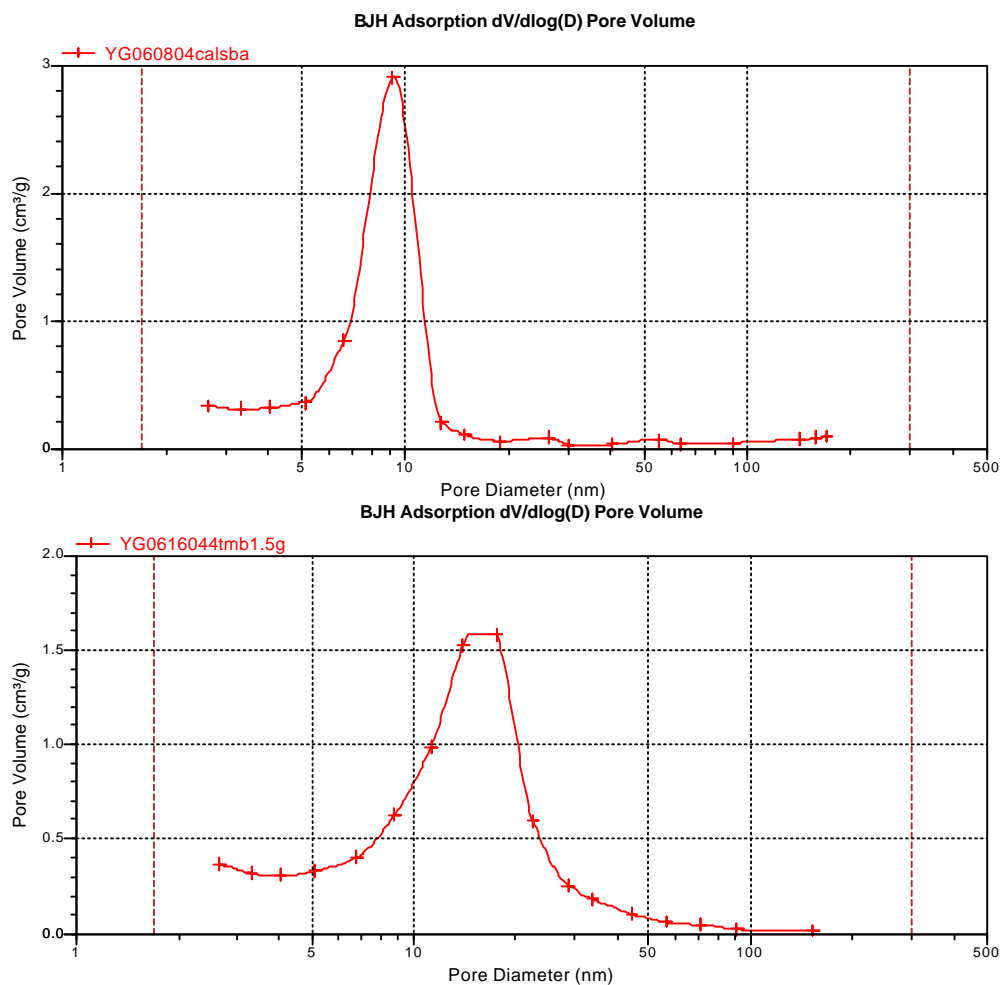 BJH Adsorption dV/dlog(D) Pore Volume
YG060804calsba
3
2
1
0
Pore Volume (cm³/g)
1 5 10 50 100 500
Pore Diameter (nm)
BJH Adsorption dV/dlog(D) Pore Volume
YG0616044tmb1.5g
2.0
1.5
1.0
0.5
0.0
Pore Volume (cm³/g)
1 5 10 50 100 500
Pore Diameter (nm)